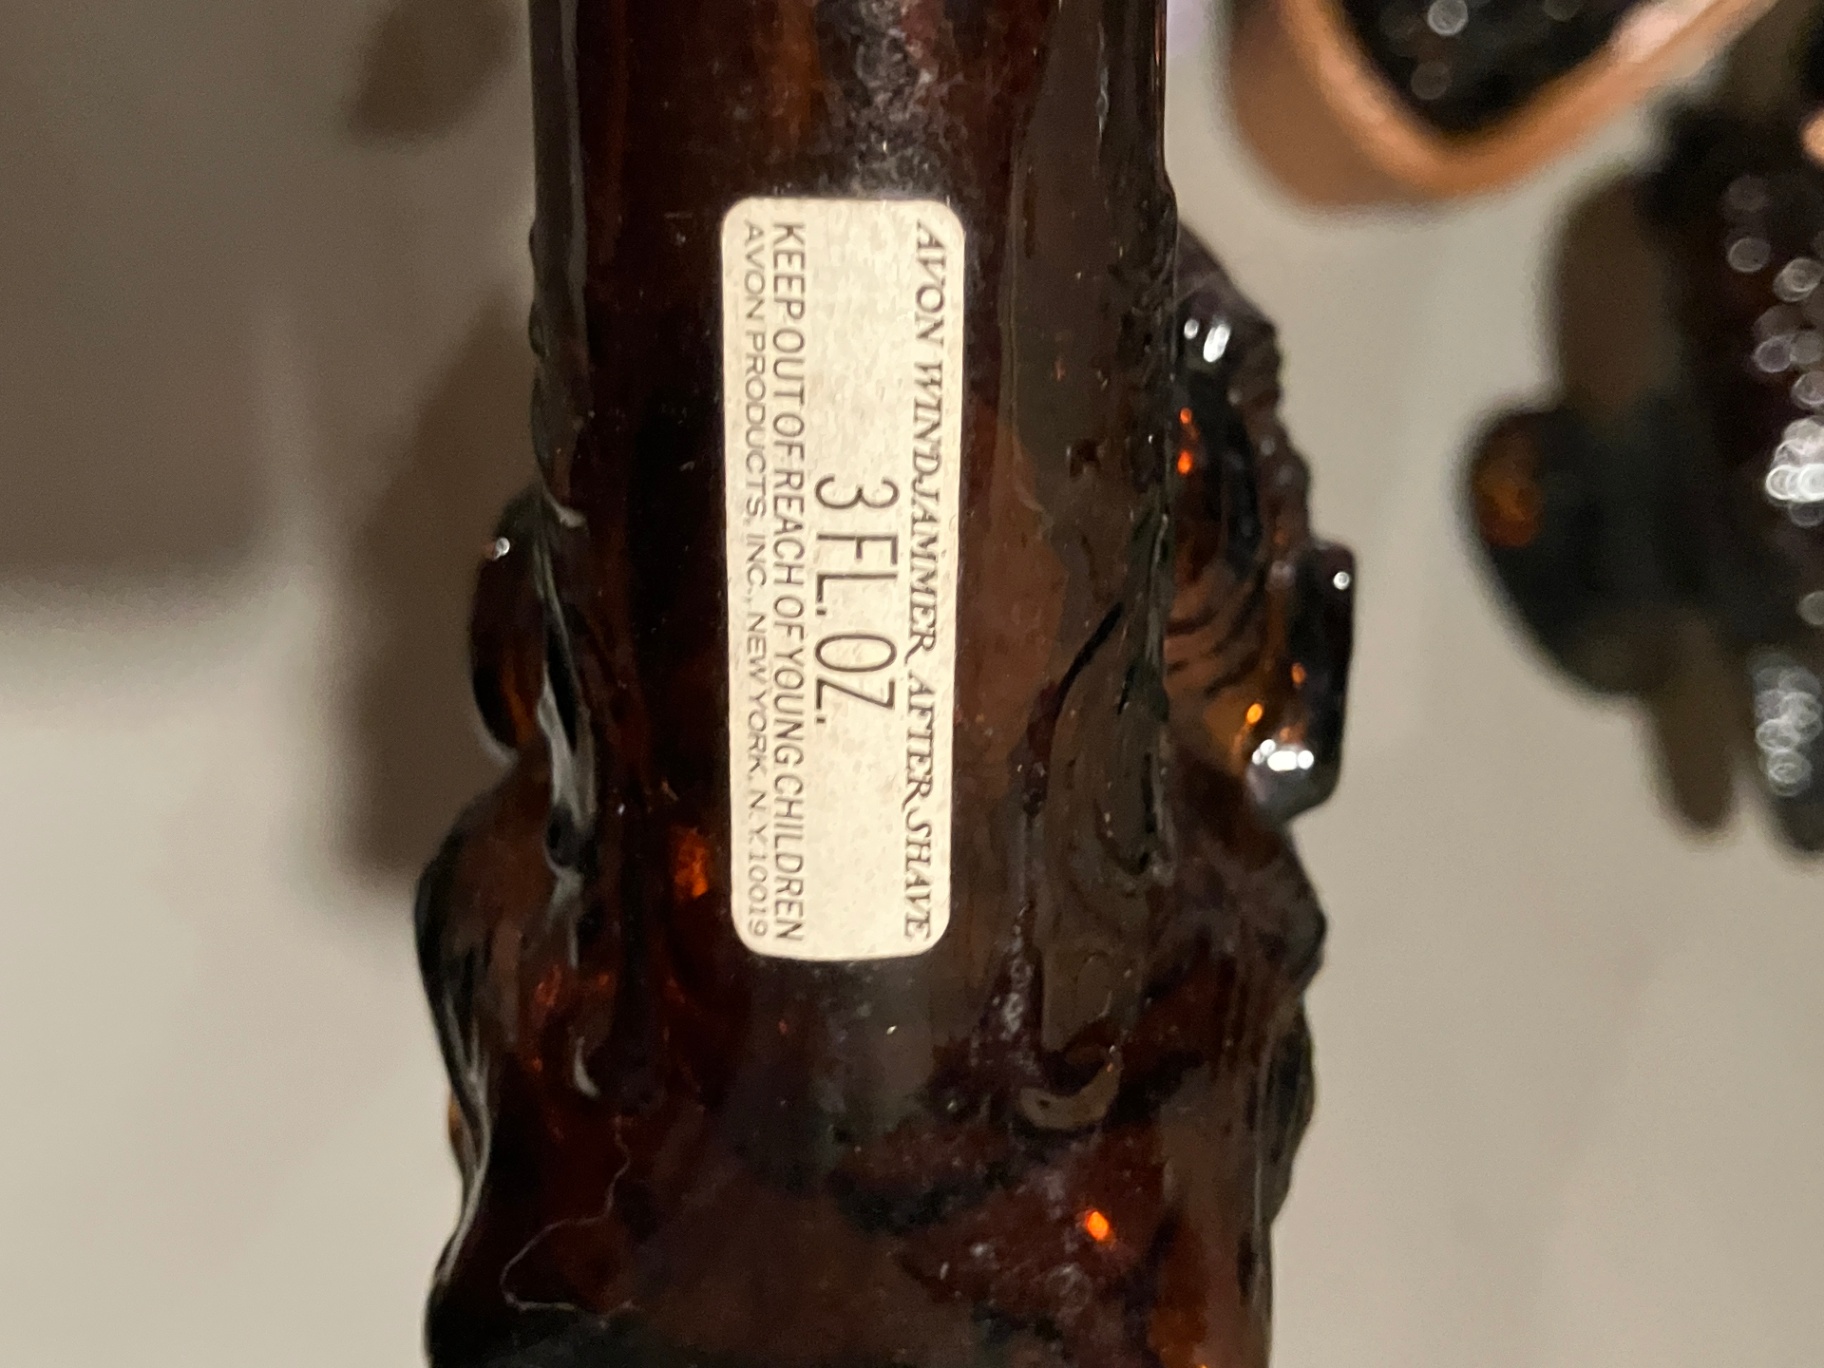 AVON WINDJAMMER AFTER SHAVE
3 FL. OZ.
KEEP OUT OF REACH OF YOUNG CHILDREN
AVON PRODUCTS, INC., NEW YORK, N.Y. 10019